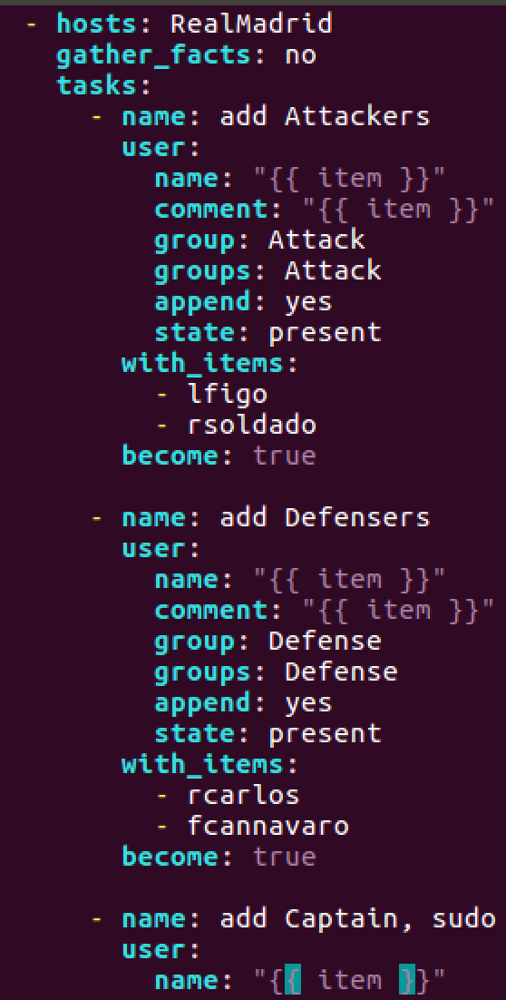 - hosts: RealMadrid
  gather_facts: no
  tasks:
    - name: add Attackers
      user:
        name: "{{ item }}"
        comment: "{{ item }}"
        group: Attack
        groups: Attack
        append: yes
        state: present
      with_items:
        - lfigo
        - rsoldado
      become: true

    - name: add Defensers
      user:
        name: "{{ item }}"
        comment: "{{ item }}"
        group: Defense
        groups: Defense
        append: yes
        state: present
      with_items:
        - rcarlos
        - fcannavaro
      become: true

    - name: add Captain, sudo
      user:
        name: "{{ item }}"